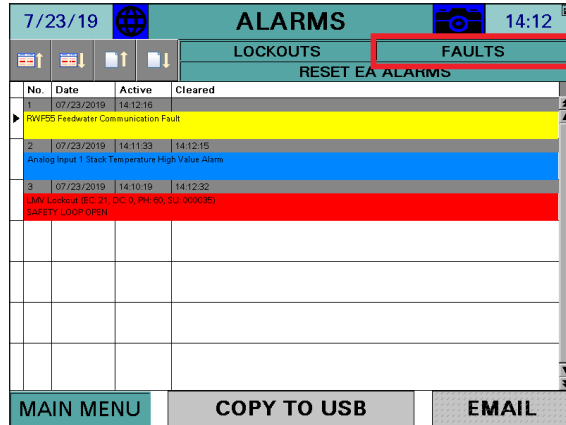 7/23/19 ALARMS 14:12
LOCKOUTS FAULTS
RESET EA ALARMS
No. Date Active Cleared
1 07/23/2019 14:12:16
RWF55 Feedwater Communication Fault
2 07/23/2019 14:11:33 14:12:15
Analog Input 1 Stack Temperature High Value Alarm
3 07/23/2019 14:10:19 14:12:32
LMV Lockout (EC: 21, DC: 0, PH: 60, SU: 000035)
SAFETY LOOP OPEN
MAIN MENU COPY TO USB EMAIL